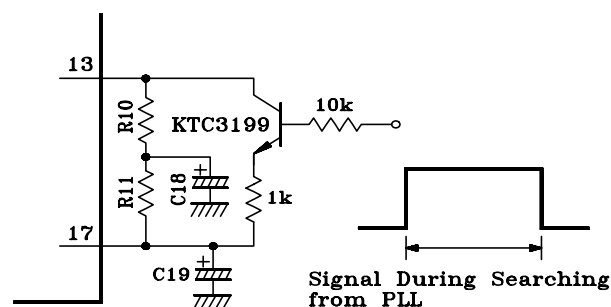 13
R10
KTC3199
10k
+
C18
R11
1k
17
C19
+
Signal During Searching
from PLL